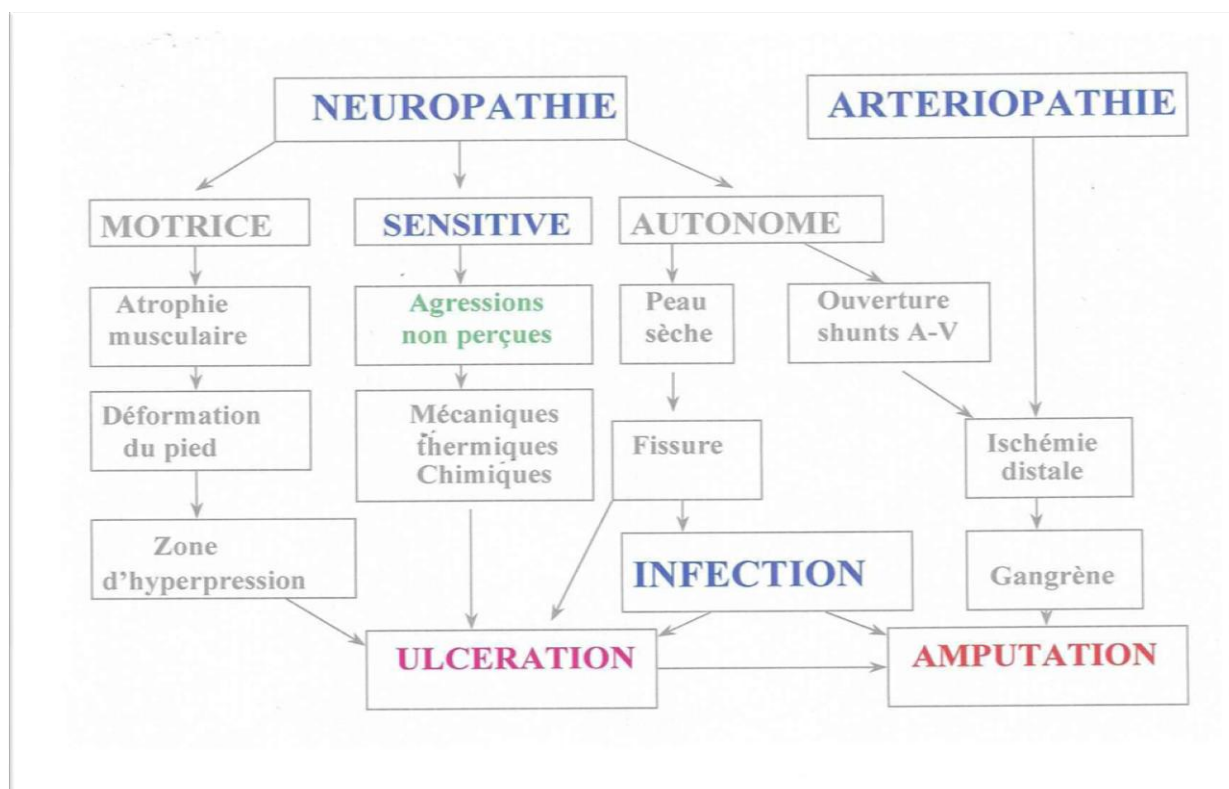 NEUROPATHIE
ARTERIOPATHIE
MOTRICE
SENSITIVE
AUTONOME
Atrophie
musculaire
Agressions
non perçues
Peau
sèche
Ouverture
shunts A-V
Déformation
du pied
Mécaniques
thermiques
Chimiques
Fissure
Ischémie
distale
Zone
d'hyperpression
INFECTION
Gangrène
ULCERATION
AMPUTATION